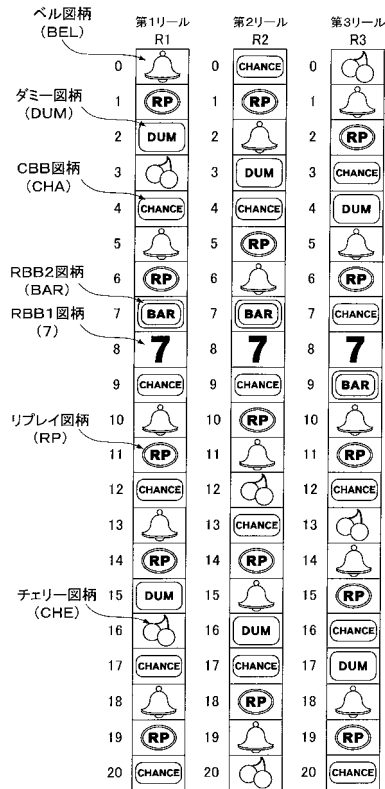 ベル図柄
(BEL)
ダミー図柄
(DUM)
CBB図柄
(CHA)
RBB2図柄
(BAR)
RBB1図柄
(7)
リプレイ図柄
(RP)
チェリー図柄
(CHE)
第1リール 第2リール 第3リール
R1 R2 R3
0 0 CHANCE 0
1 RP 1 RP 1
2 DUM 2 2 RP
3 3 DUM 3 CHANCE
4 CHANCE 4 CHANCE 4 DUM
5 5 RP 5
6 RP 6 6 RP
7 BAR 7 BAR 7 CHANCE
8 7 8 7 8 7
9 CHANCE 9 CHANCE 9 BAR
10 10 RP 10
11 RP 11 11 RP
12 CHANCE 12 12 CHANCE
13 13 CHANCE 13
14 RP 14 RP 14
15 DUM 15 15 RP
16 16 DUM 16 CHANCE
17 CHANCE 17 CHANCE 17 DUM
18 18 RP 18
19 RP 19 19 RP
20 CHANCE 20 20 CHANCE